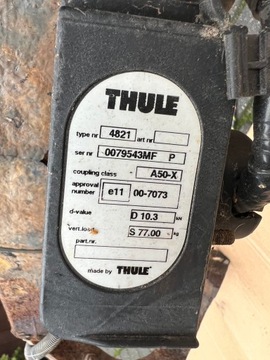 THULE
type nr 4821 art nr
ser nr 0079543MF P
coupling class A50-X
approval number e11 00-7073
d-value D 10.3 kN
vert.load S 77.00 kg
part.nr.
made by THULE